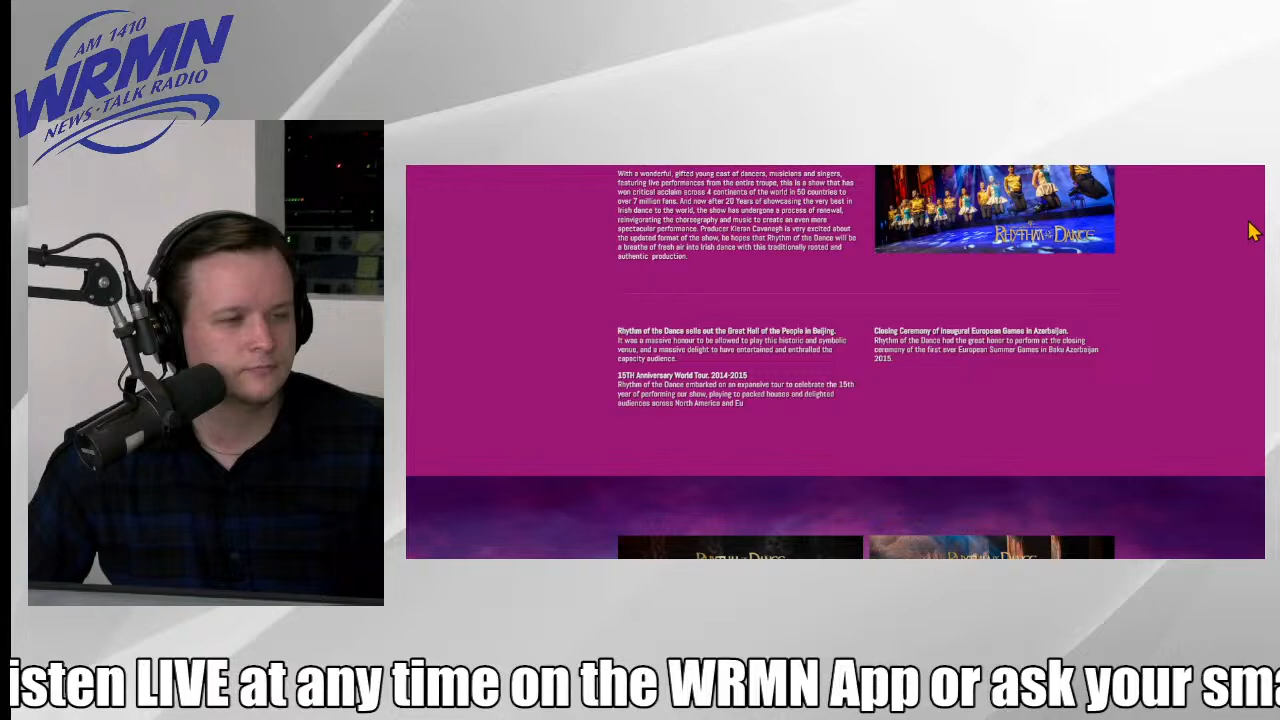 AM 1410
WRMN
NEWS·TALK RADIO
With a wonderful, gifted young cast of dancers, musicians and singers,
featuring live performances from the entire troupe, this is a show that has
won critical acclaim across 4 continents of the world in 50 countries to
over 7 million fans. And now after 20 Years of showcasing the very best in
Irish dance to the world, the show has undergone a process of renewal,
reinvigorating the choreography and music to create an even more
spectacular performance. Producer Kieran Cavanagh is very excited about
the updated format of the show, he hopes that Rhythm of the Dance will be
a breathe of fresh air into Irish dance with this traditionally rooted and
authentic production.
RHYTHM OF THE DANCE
Rhythm of the Dance sells out the Great Hall of the People in Beijing.
It was a massive honour to be allowed to play this historic and symbolic
venue, and a massive delight to have entertained and enthralled the
capacity audience.
15TH Anniversary World Tour. 2014-2015
Rhythm of the Dance embarked on an expansive tour to celebrate the 15th
year of performing our show, playing to packed houses and delighted
audiences across North America and Eu
Closing Ceremony of Inaugural European Games in Azerbaijan.
Rhythm of the Dance had the great honor to perform at the closing
ceremony of the first ever European Summer Games in Baku Azerbaijan
2015.
isten LIVE at any time on the WRMN App or ask your sma